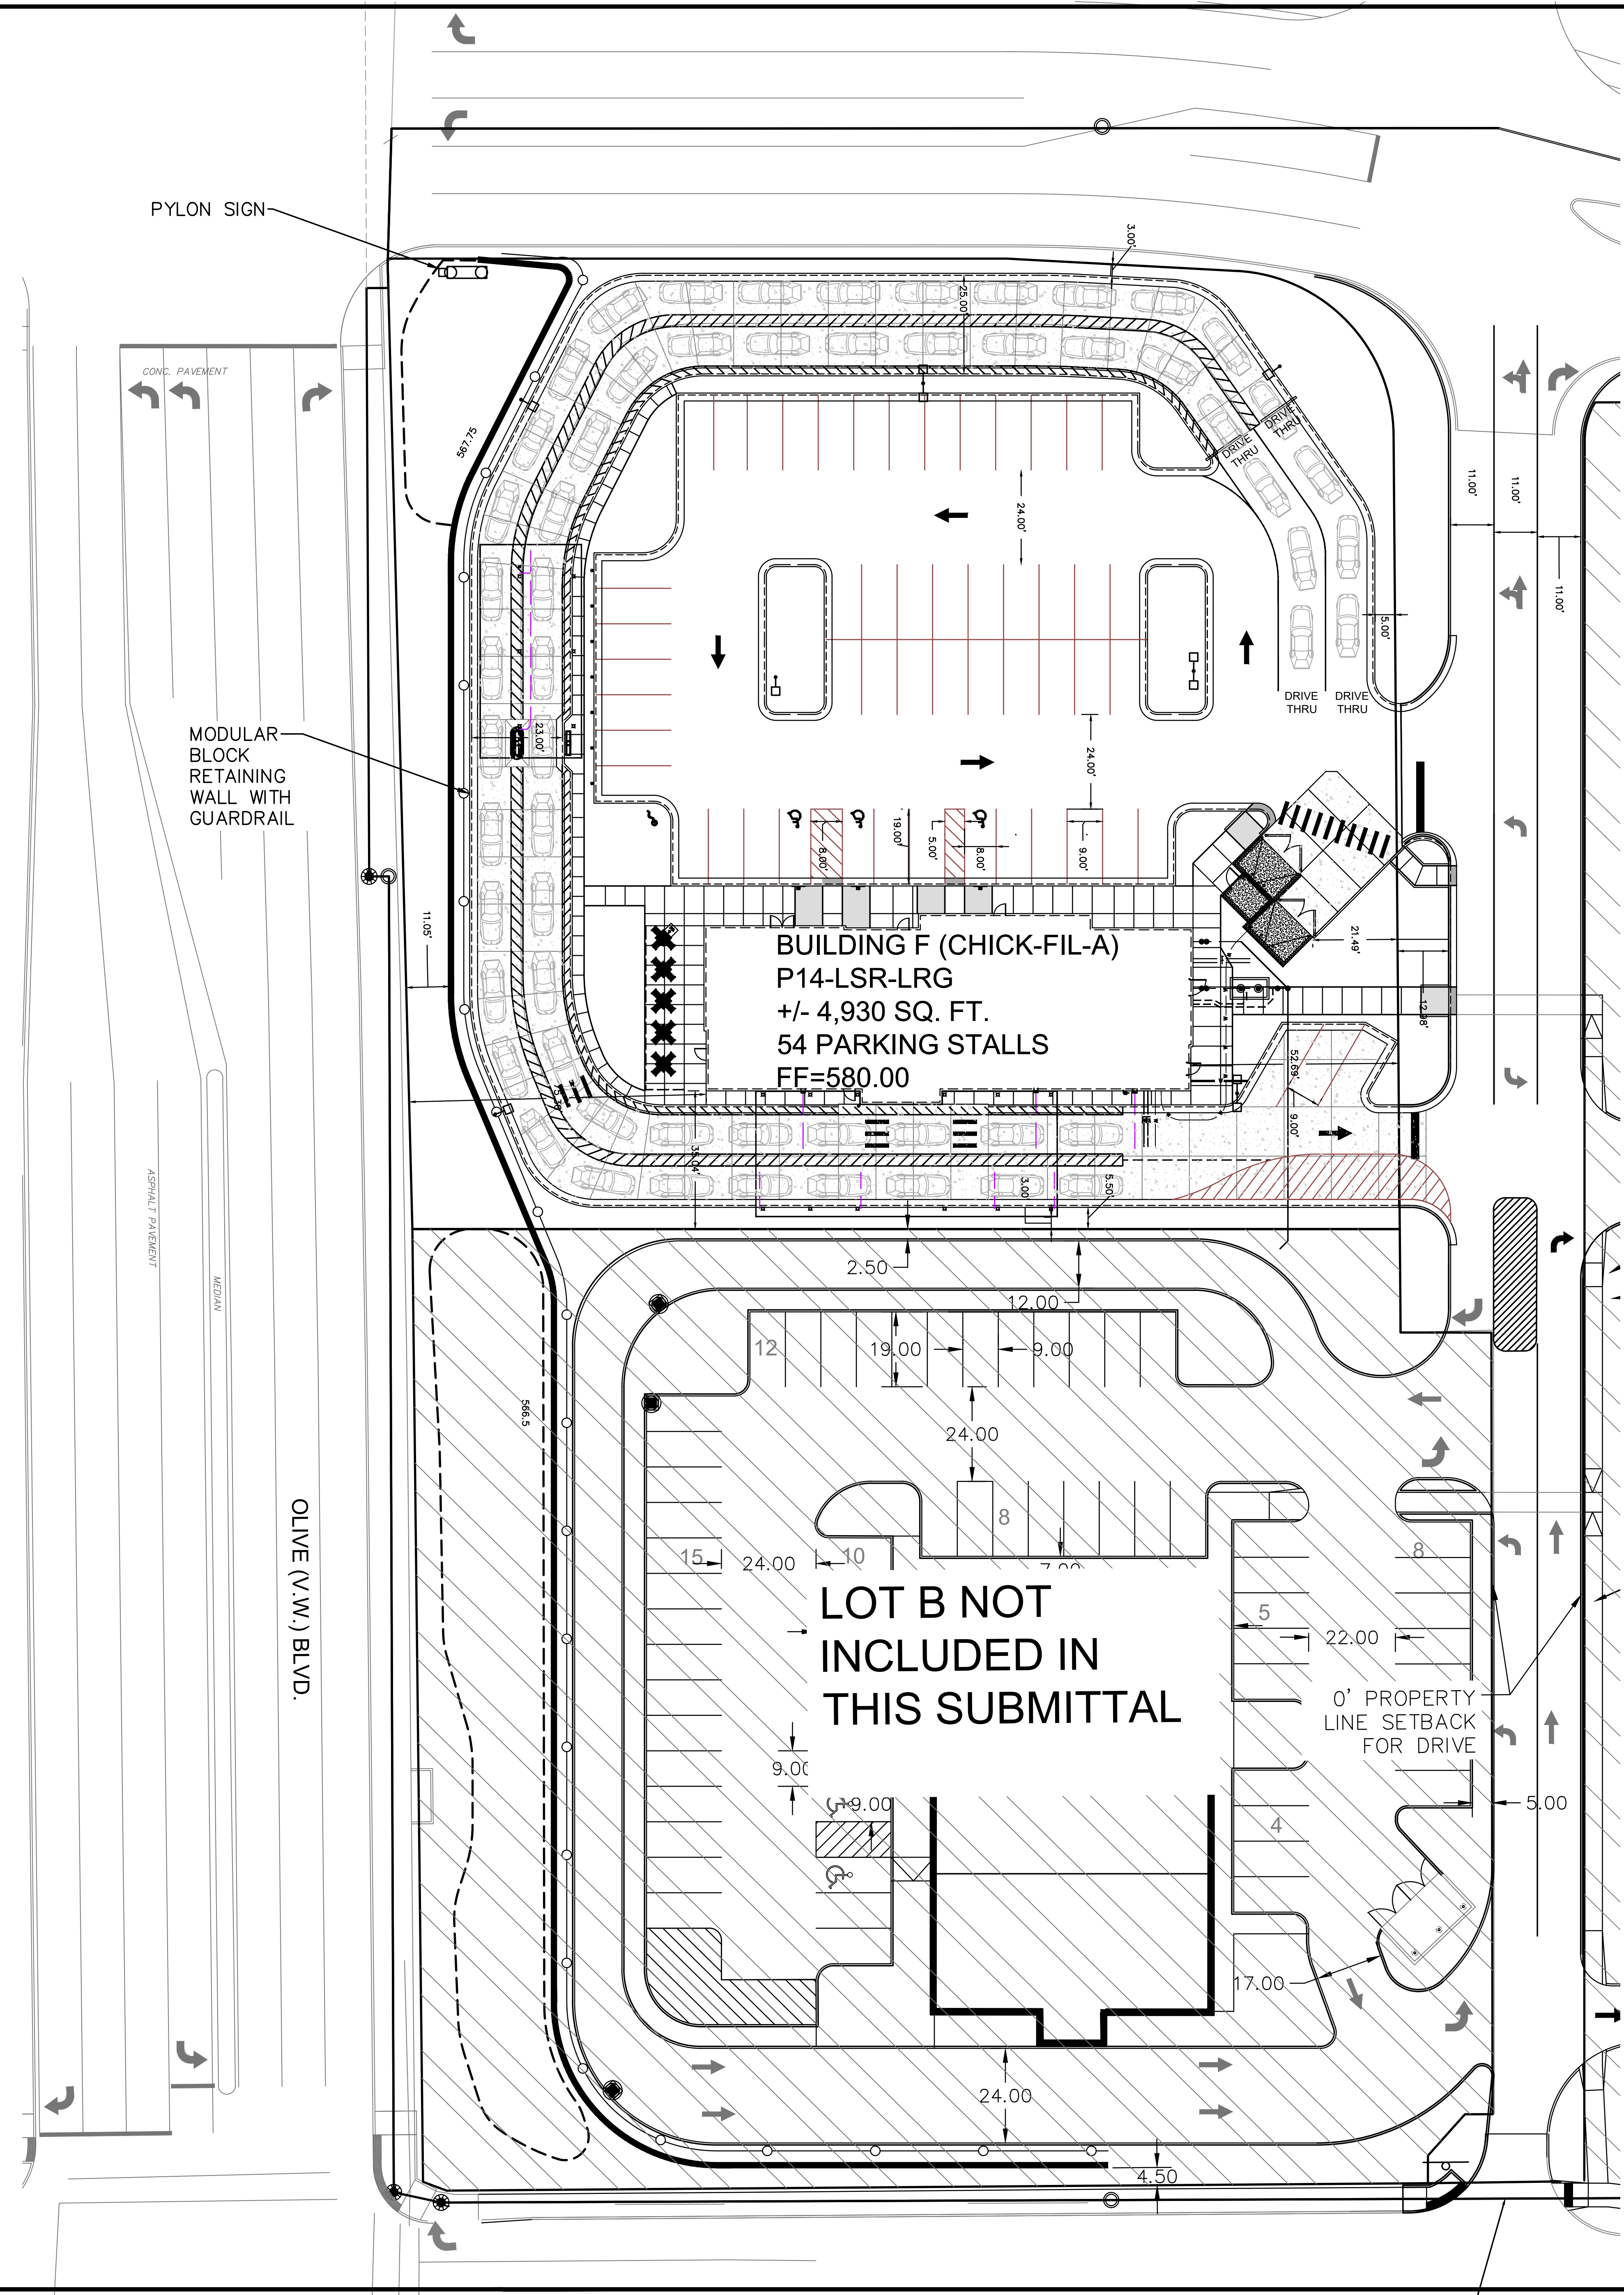 PYLON SIGN
3.00'
25.00'
CONC. PAVEMENT
567.75
DRIVE
THRU
DRIVE
THRU
24.00'
11.00'
11.00'
11.00'
5.00'
DRIVE
THRU
DRIVE
THRU
MODULAR
BLOCK
RETAINING
WALL WITH
GUARDRAIL
23.00'
24.00'
8.00'
19.00'
5.00'
8.00'
9.00'
11.05'
21.49'
BUILDING F (CHICK-FIL-A)
P14-LSR-LRG
+/- 4,930 SQ. FT.
54 PARKING STALLS
FF=580.00
12.98'
52.69'
9.00'
35.04'
3.00'
5.50'
ASPHALT PAVEMENT
MEDIAN
2.50
12.00
12
19.00
9.00
566.5
24.00
OLIVE (V.W.) BLVD.
8
15
24.00
10
7.00
8
5
22.00
LOT B NOT
INCLUDED IN
THIS SUBMITTAL
0' PROPERTY
LINE SETBACK
FOR DRIVE
9.00
9.00
4
5.00
17.00
24.00
4.50